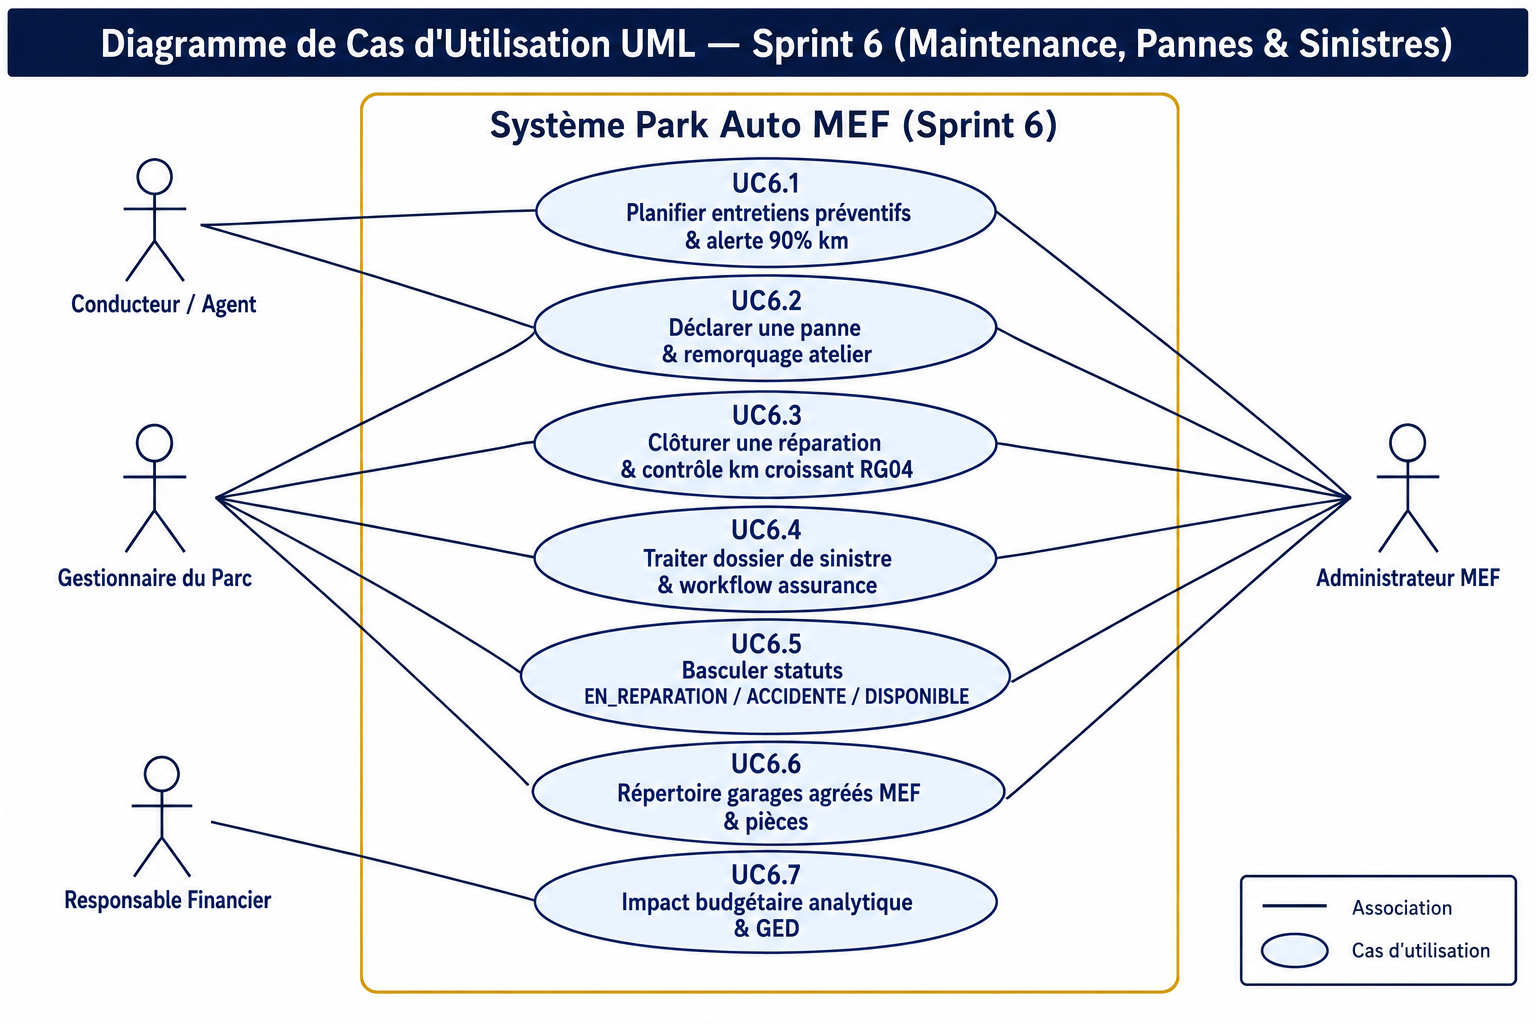 Diagramme de Cas d'Utilisation UML — Sprint 6 (Maintenance, Pannes & Sinistres)
Système Park Auto MEF (Sprint 6)
UC6.1
Planifier entretiens préventifs
& alerte 90% km
Conducteur / Agent
UC6.2
Déclarer une panne
& remorquage atelier
UC6.3
Clôturer une réparation
& contrôle km croissant RG04
UC6.4
Traiter dossier de sinistre
& workflow assurance
Gestionnaire du Parc
Administrateur MEF
UC6.5
Basculer statuts
EN_REPARATION / ACCIDENTE / DISPONIBLE
UC6.6
Répertoire garages agréés MEF
& pièces
UC6.7
Impact budgétaire analytique
& GED
Responsable Financier
Association
Cas d'utilisation